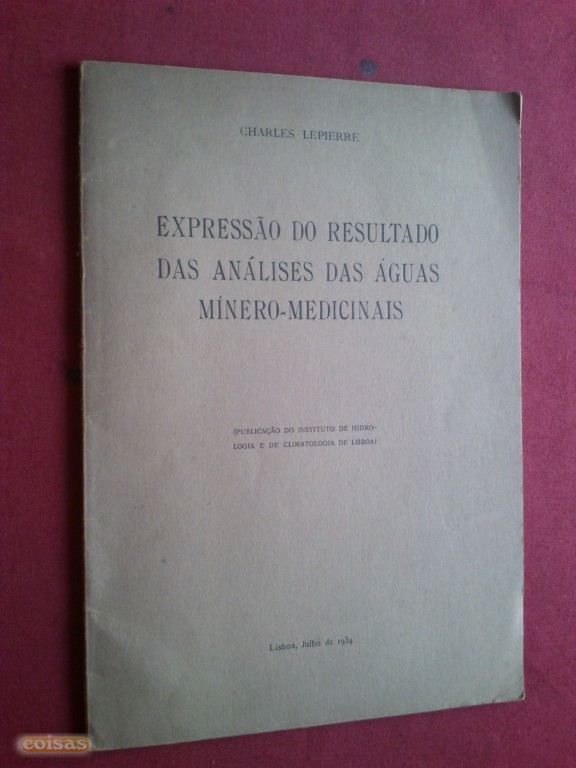 CHARLES LEPIERRE
EXPRESSÃO DO RESULTADO
DAS ANÁLISES DAS ÁGUAS
MÍNERO-MEDICINAIS
(PUBLICAÇÃO DO INSTITUTO DE HIDRO-
LOGIA E DE CLIMATOLOGIA DE LISBOA)
Lisboa, Julho de 1934
coisas